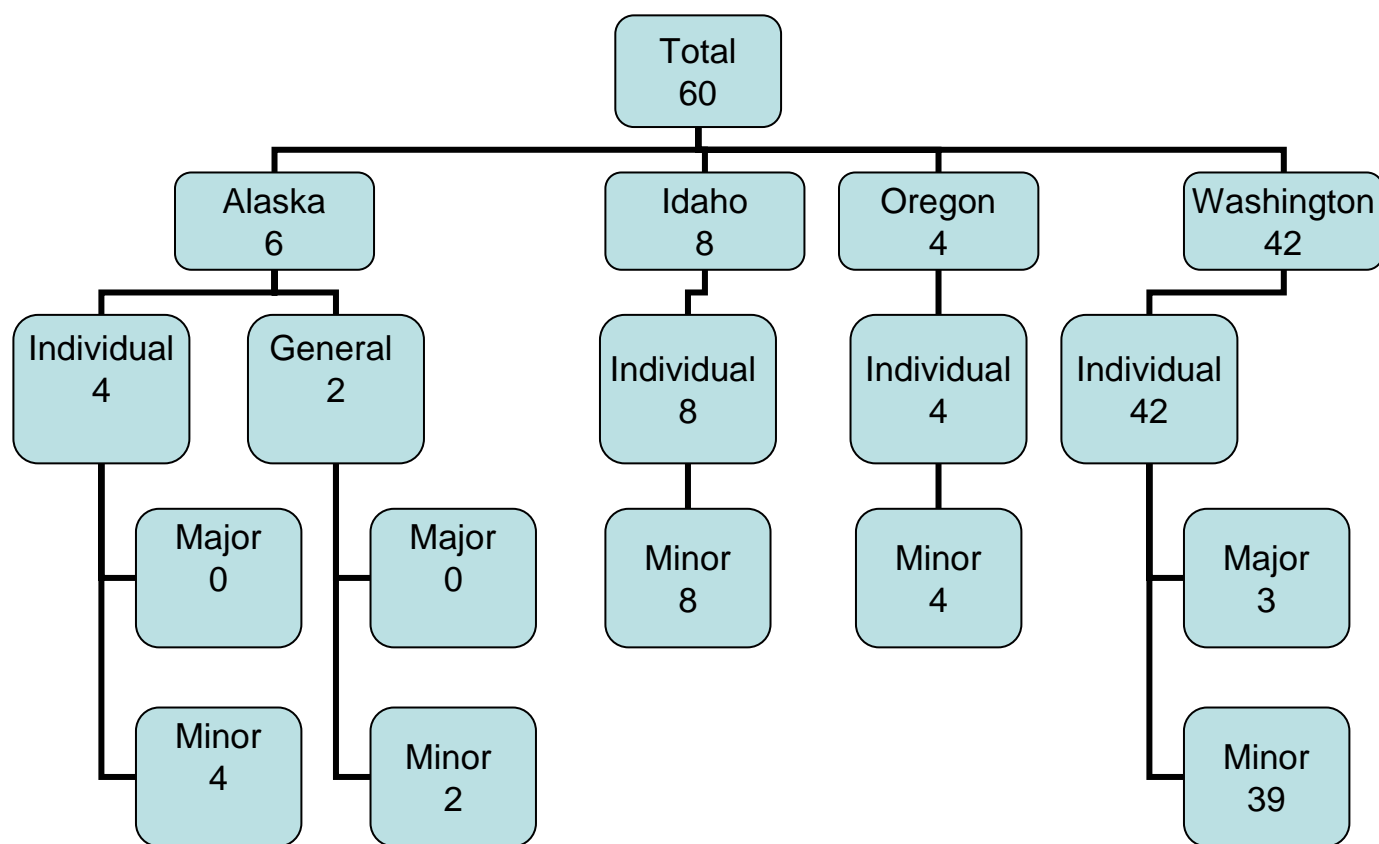 Total
60
Alaska
6
Idaho
8
Oregon
4
Washington
42
Individual
4
General
2
Individual
8
Individual
4
Individual
42
Major
0
Major
0
Minor
8
Minor
4
Major
3
Minor
4
Minor
2
Minor
39